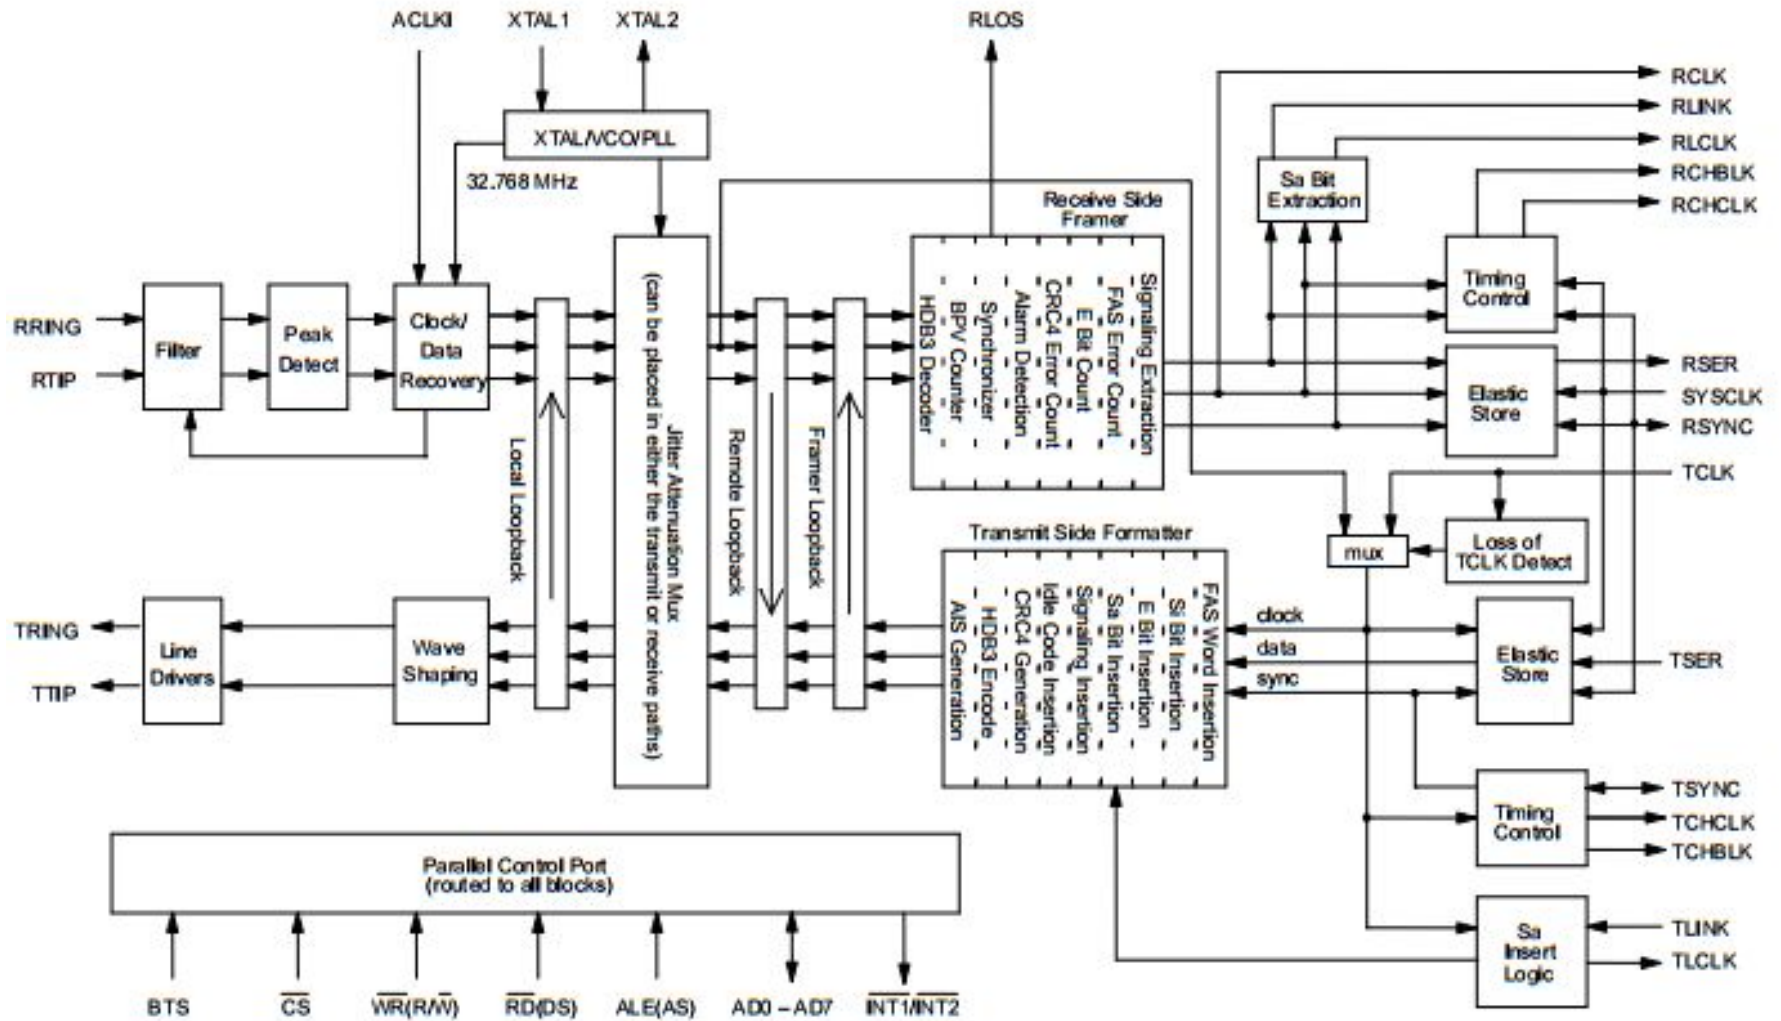 ACLKI
XTAL1
XTAL2
RLOS
RCLK
RLINK
RLCLK
RCHBLK
RCHCLK
XTAL/VCO/PLL
32.768 MHz
Receive Side
Framer
Sa Bit
Extraction
Timing
Control
RRING
RTIP
Filter
Peak
Detect
Clock/
Data
Recovery
Local Loopback
(can be placed in either the transmit or receive paths)
Jitter Attenuation Mux
Remote Loopback
Framer Loopback
HDB3 Decoder
BPV Counter
Synchronizer
Alarm Detection
CRC4 Error Count
E Bit Count
FAS Error Count
Signaling Extraction
Elastic
Store
RSER
SYSCLK
RSYNC
TCLK
mux
Loss of
TCLK Detect
Transmit Side Formatter
AIS Generation
HDB3 Encode
CRC4 Generation
Idle Code Insertion
Signaling Insertion
Sa Bit Insertion
E Bit Insertion
Si Bit Insertion
FAS Word Insertion
clock
data
sync
Elastic
Store
TSER
TRING
TTIP
Line
Drivers
Wave
Shaping
Timing
Control
TSYNC
TCHCLK
TCHBLK
Sa
Insert
Logic
TLINK
TLCLK
Parallel Control Port
(routed to all blocks)
BTS
C̅S̅
W̅R̅(R/W̅)
R̅D̅(DS)
ALE(AS)
AD0 – AD7
I̅N̅T̅1̅/I̅N̅T̅2̅